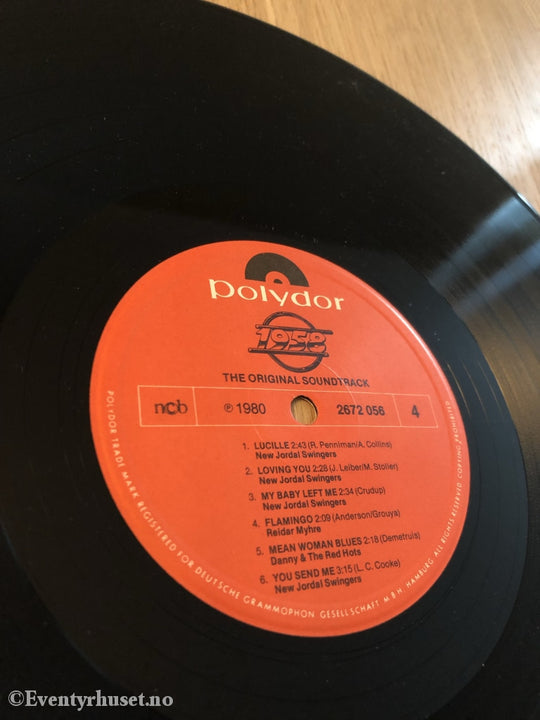 polydor
1958
THE ORIGINAL SOUNDTRACK
ncb ℗ 1980 2672 056 4
1. LUCILLE 2:43 (R. Penniman/A. Collins)
New Jordal Swingers
2. LOVING YOU 2:28 (J. Leiber/M. Stoller)
New Jordal Swingers
3. MY BABY LEFT ME 2:34 (Crudup)
New Jordal Swingers
4. FLAMINGO 2:09 (Anderson/Grouya)
Reidar Myhre
5. MEAN WOMAN BLUES 2:18 (Demetruis)
Danny & The Red Hots
6. YOU SEND ME 3:15 (L. C. Cooke)
New Jordal Swingers
POLYDOR TRADE MARK REGISTERED FOR DEUTSCHE GRAMMOPHON GESELLSCHAFT M·B·H, HAMBURG. ALL RIGHTS RESERVED. COPYING PROHIBITED
©Eventyrhuset.no